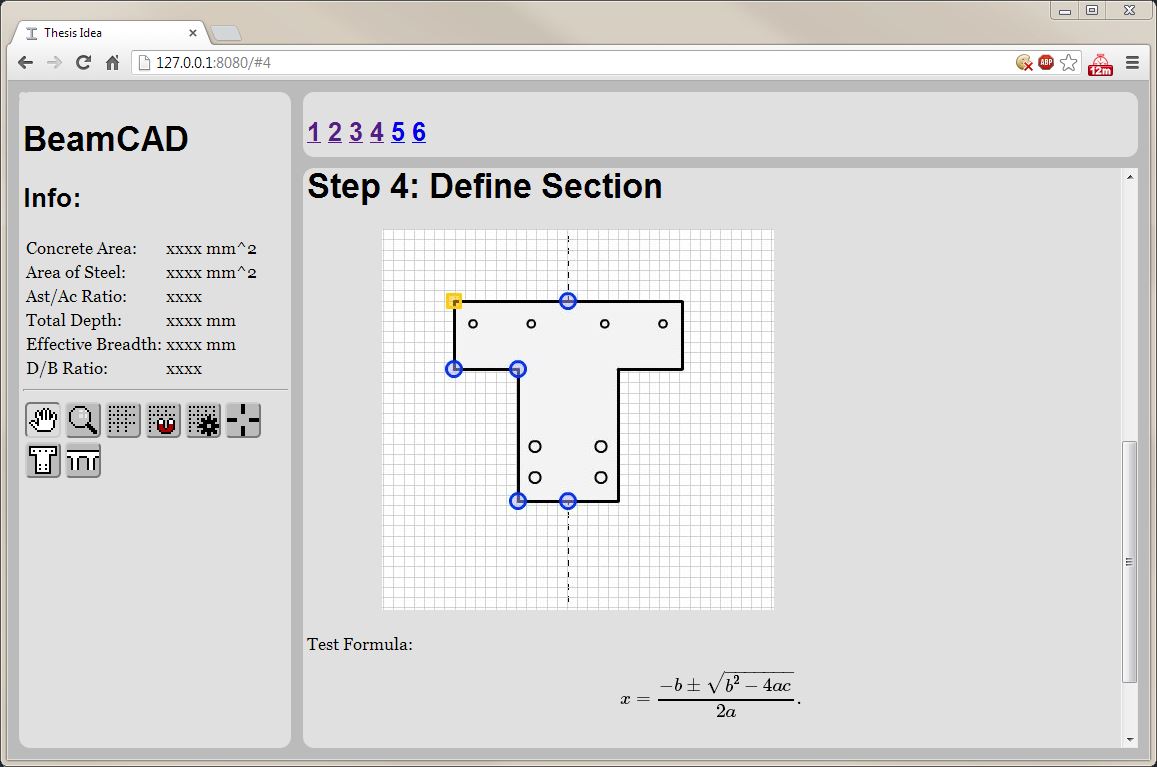 Thesis Idea
127.0.0.1:8080/#4
ABP
12m
BeamCAD
Info:
Concrete Area: xxxx mm^2
Area of Steel: xxxx mm^2
Ast/Ac Ratio: xxxx
Total Depth: xxxx mm
Effective Breadth: xxxx mm
D/B Ratio: xxxx
1 2 3 4 5 6
Step 4: Define Section
Test Formula:
x = \frac{-b ± \sqrt{b^2 − 4ac}}{2a}.